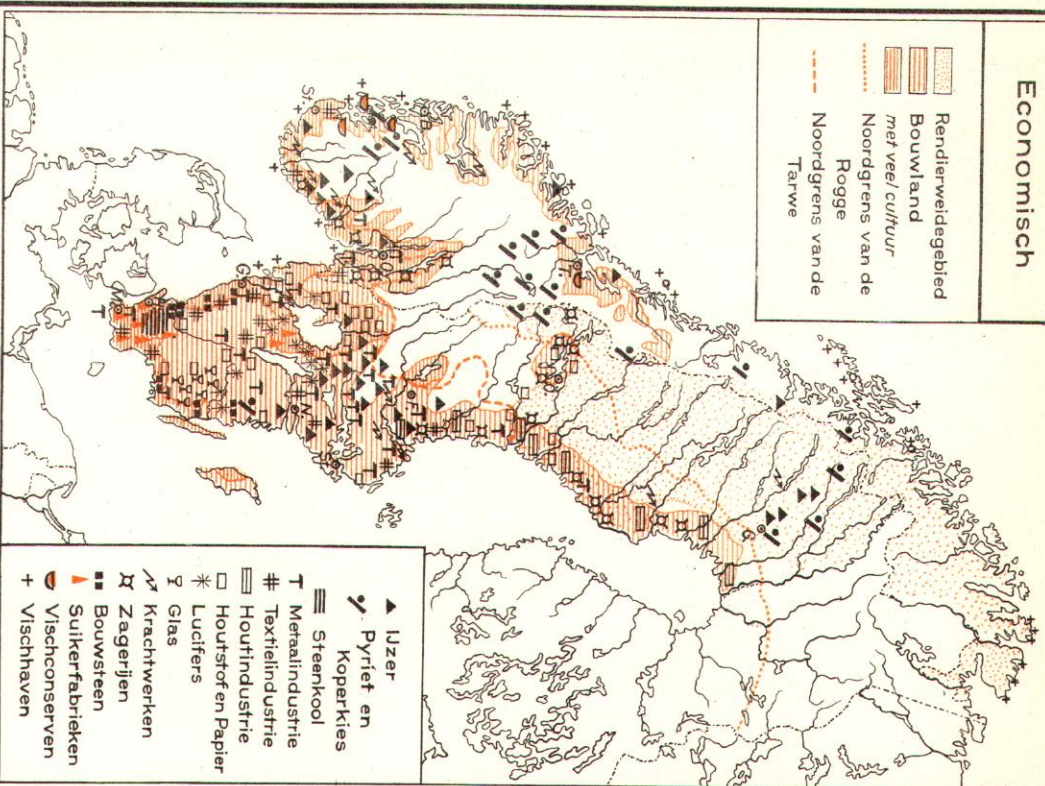 Economisch
Rendierweidegebied
Bouwland
met veel cultuur
Noordgrens van de
Rogge
Noordgrens van de
Tarwe
IJzer
Pyriet en
Koperkies
Steenkool
Metaalindustrie
Textielindustrie
Houtindustrie
Houtstof en Papier
Lucifers
Glas
Krachtwerken
Zagerijen
Bouwsteen
Suikerfabrieken
Vischconserven
Vischhaven
St.
G
G